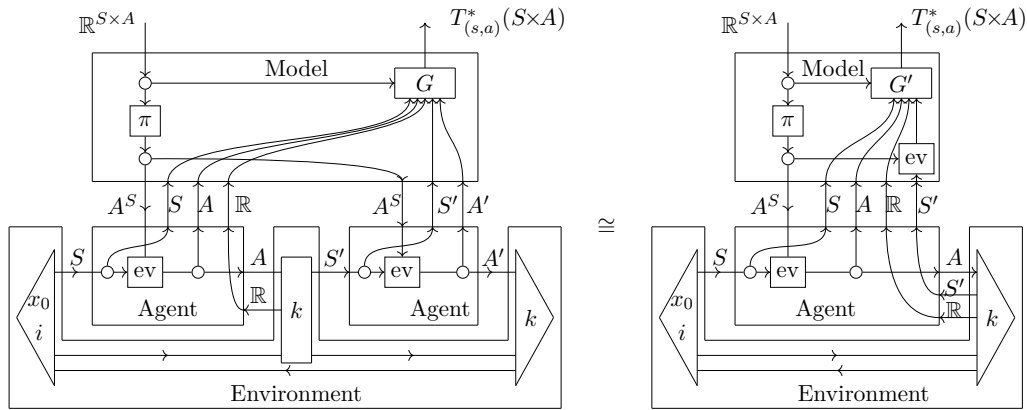 ℝ^{S×A} T^*_{(s,a)}(S×A) ℝ^{S×A} T^*_{(s,a)}(S×A)
Model G Model G′
π π
ev
A^S S A ℝ A^S S′ A′ A^S S A ℝ S′
≅
S ev A S′ ev A′ S ev A
x₀ ℝ k x₀ S′
i Agent Agent k i Agent ℝ k
Environment Environment